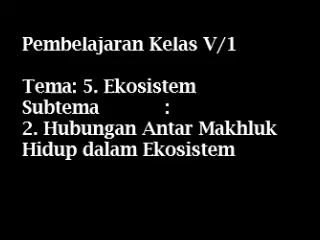 Pembelajaran Kelas V/1
Tema: 5. Ekosistem
Subtema :
2. Hubungan Antar Makhluk
Hidup dalam Ekosistem